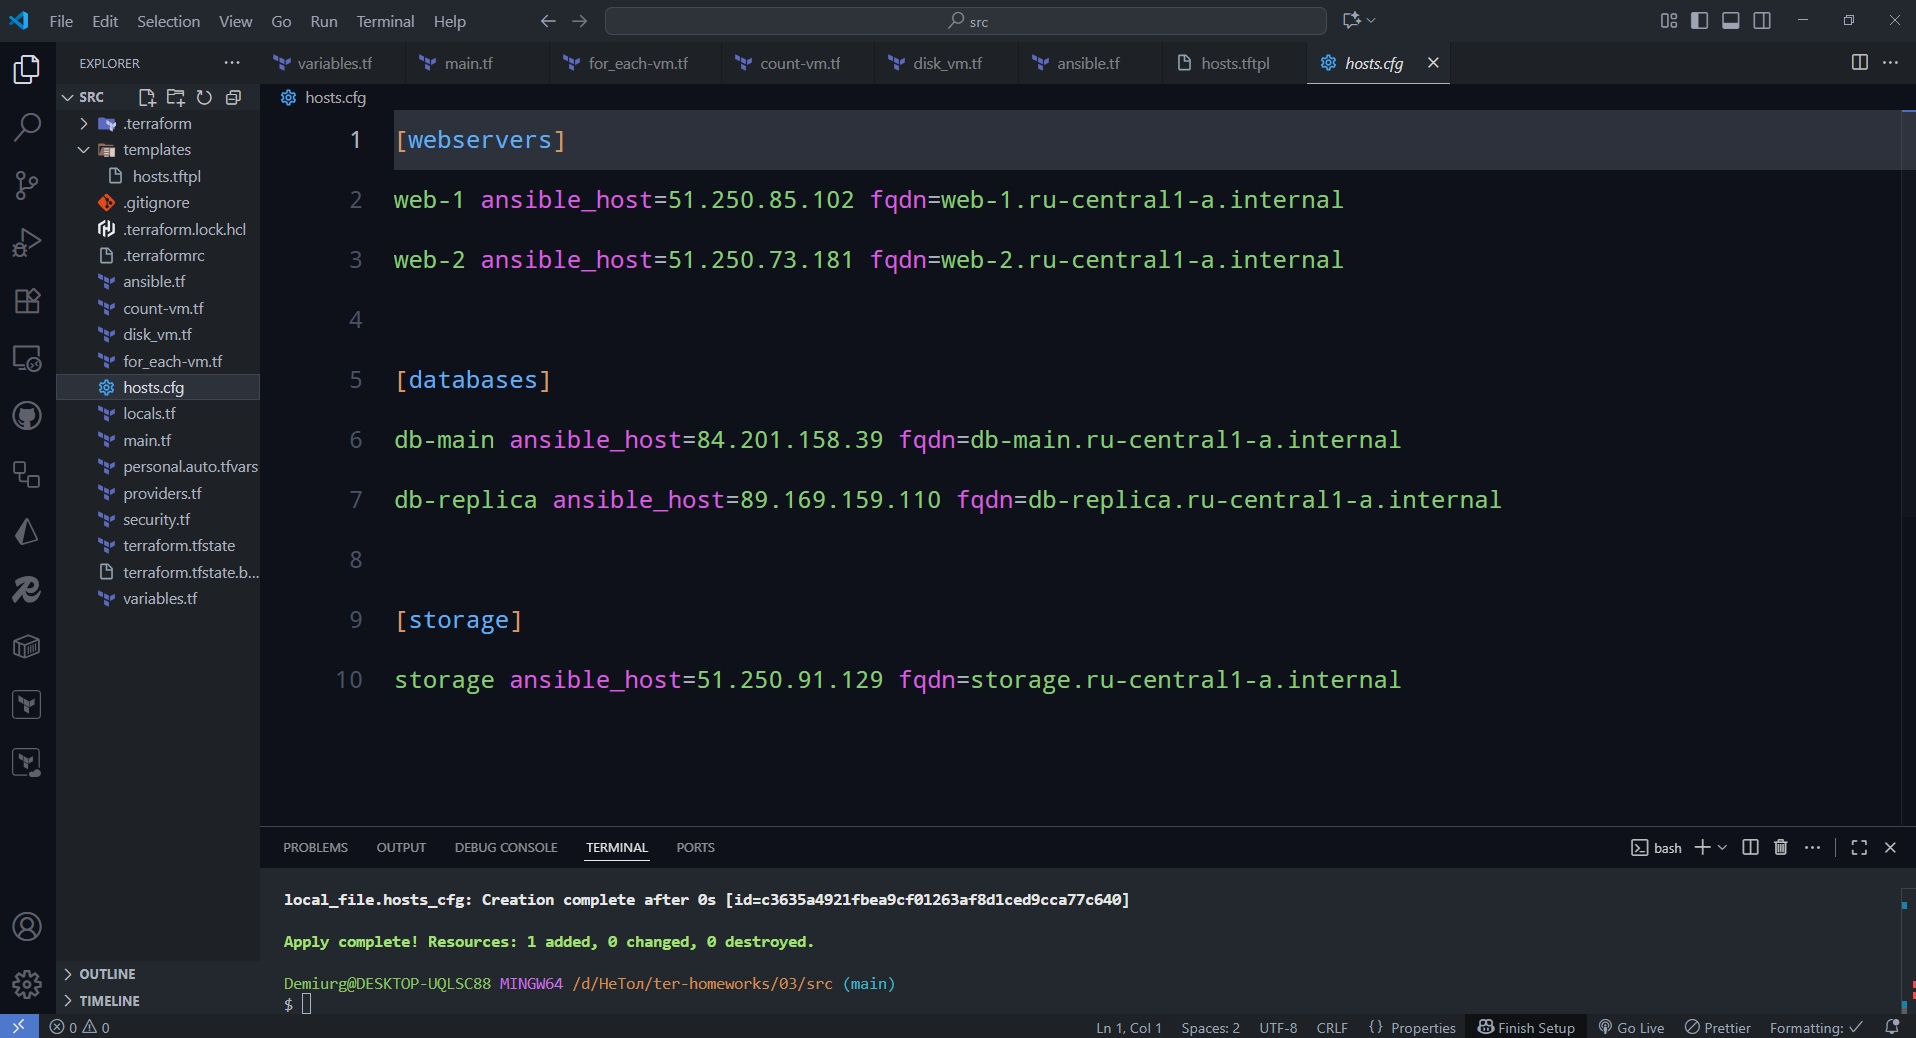 File Edit Selection View Go Run Terminal Help
src
EXPLORER
variables.tf main.tf for_each-vm.tf count-vm.tf disk_vm.tf ansible.tf hosts.tftpl hosts.cfg
SRC
hosts.cfg
.terraform
templates
hosts.tftpl
.gitignore
.terraform.lock.hcl
.terraformrc
ansible.tf
count-vm.tf
disk_vm.tf
for_each-vm.tf
hosts.cfg
locals.tf
main.tf
personal.auto.tfvars
providers.tf
security.tf
terraform.tfstate
terraform.tfstate.b...
variables.tf
OUTLINE
TIMELINE
1 [webservers]
2 web-1 ansible_host=51.250.85.102 fqdn=web-1.ru-central1-a.internal
3 web-2 ansible_host=51.250.73.181 fqdn=web-2.ru-central1-a.internal
4
5 [databases]
6 db-main ansible_host=84.201.158.39 fqdn=db-main.ru-central1-a.internal
7 db-replica ansible_host=89.169.159.110 fqdn=db-replica.ru-central1-a.internal
8
9 [storage]
10 storage ansible_host=51.250.91.129 fqdn=storage.ru-central1-a.internal
PROBLEMS OUTPUT DEBUG CONSOLE TERMINAL PORTS
bash
local_file.hosts_cfg: Creation complete after 0s [id=c3635a4921fbea9cf01263af8d1ced9cca77c640]
Apply complete! Resources: 1 added, 0 changed, 0 destroyed.
Demiurg@DESKTOP-UQLSC88 MINGW64 /d/НеТол/ter-homeworks/03/src (main)
$
0 0
Ln 1, Col 1 Spaces: 2 UTF-8 CRLF {} Properties Finish Setup Go Live Prettier Formatting: ✓